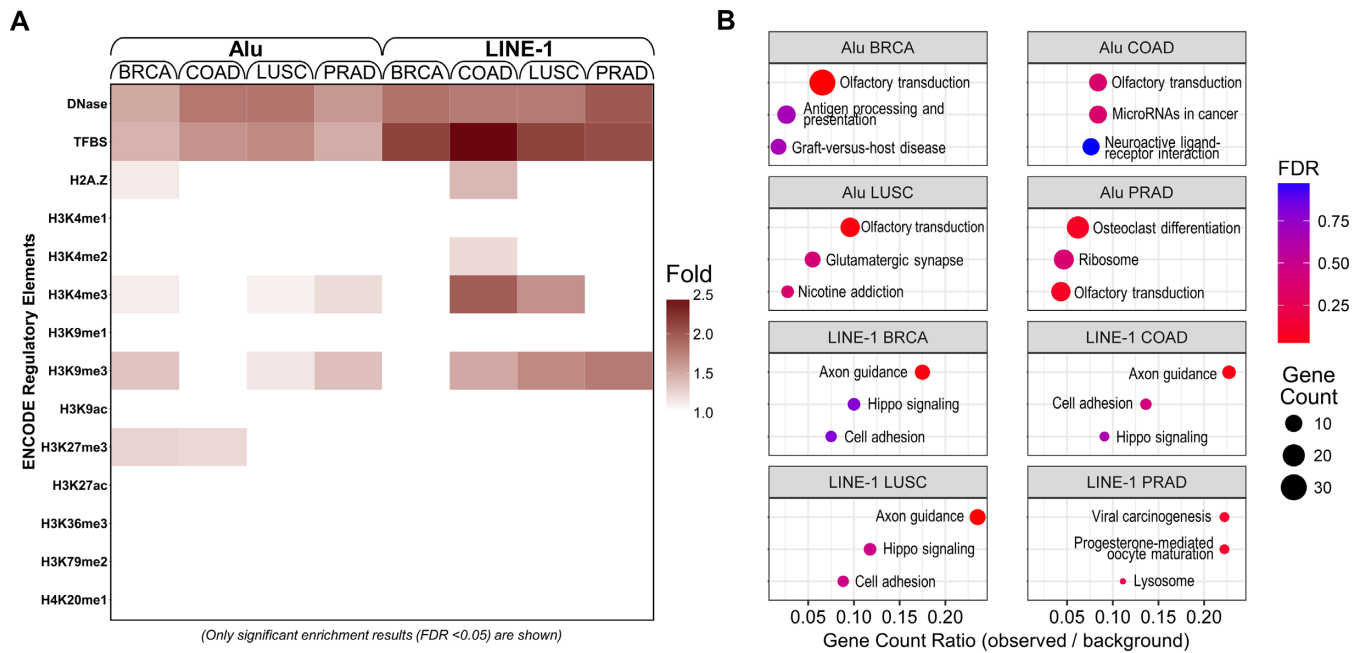 A
Alu
LINE-1
BRCA
COAD
LUSC
PRAD
BRCA
COAD
LUSC
PRAD
ENCODE Regulatory Elements
DNase
TFBS
H2A.Z
H3K4me1
H3K4me2
H3K4me3
H3K9me1
H3K9me3
H3K9ac
H3K27me3
H3K27ac
H3K36me3
H3K79me2
H4K20me1
(Only significant enrichment results (FDR <0.05) are shown)
Fold
2.5
2.0
1.5
1.0
B
Alu BRCA
Olfactory transduction
Antigen processing and
presentation
Graft-versus-host disease
Alu COAD
Olfactory transduction
MicroRNAs in cancer
Neuroactive ligand-
receptor interaction
Alu LUSC
Olfactory transduction
Glutamatergic synapse
Nicotine addiction
Alu PRAD
Osteoclast differentiation
Ribosome
Olfactory transduction
LINE-1 BRCA
Axon guidance
Hippo signaling
Cell adhesion
LINE-1 COAD
Axon guidance
Cell adhesion
Hippo signaling
LINE-1 LUSC
Axon guidance
Hippo signaling
Cell adhesion
LINE-1 PRAD
Viral carcinogenesis
Progesterone-mediated
oocyte maturation
Lysosome
0.05 0.10 0.15 0.20
0.05 0.10 0.15 0.20
Gene Count Ratio (observed / background)
FDR
0.75
0.50
0.25
Gene
Count
10
20
30